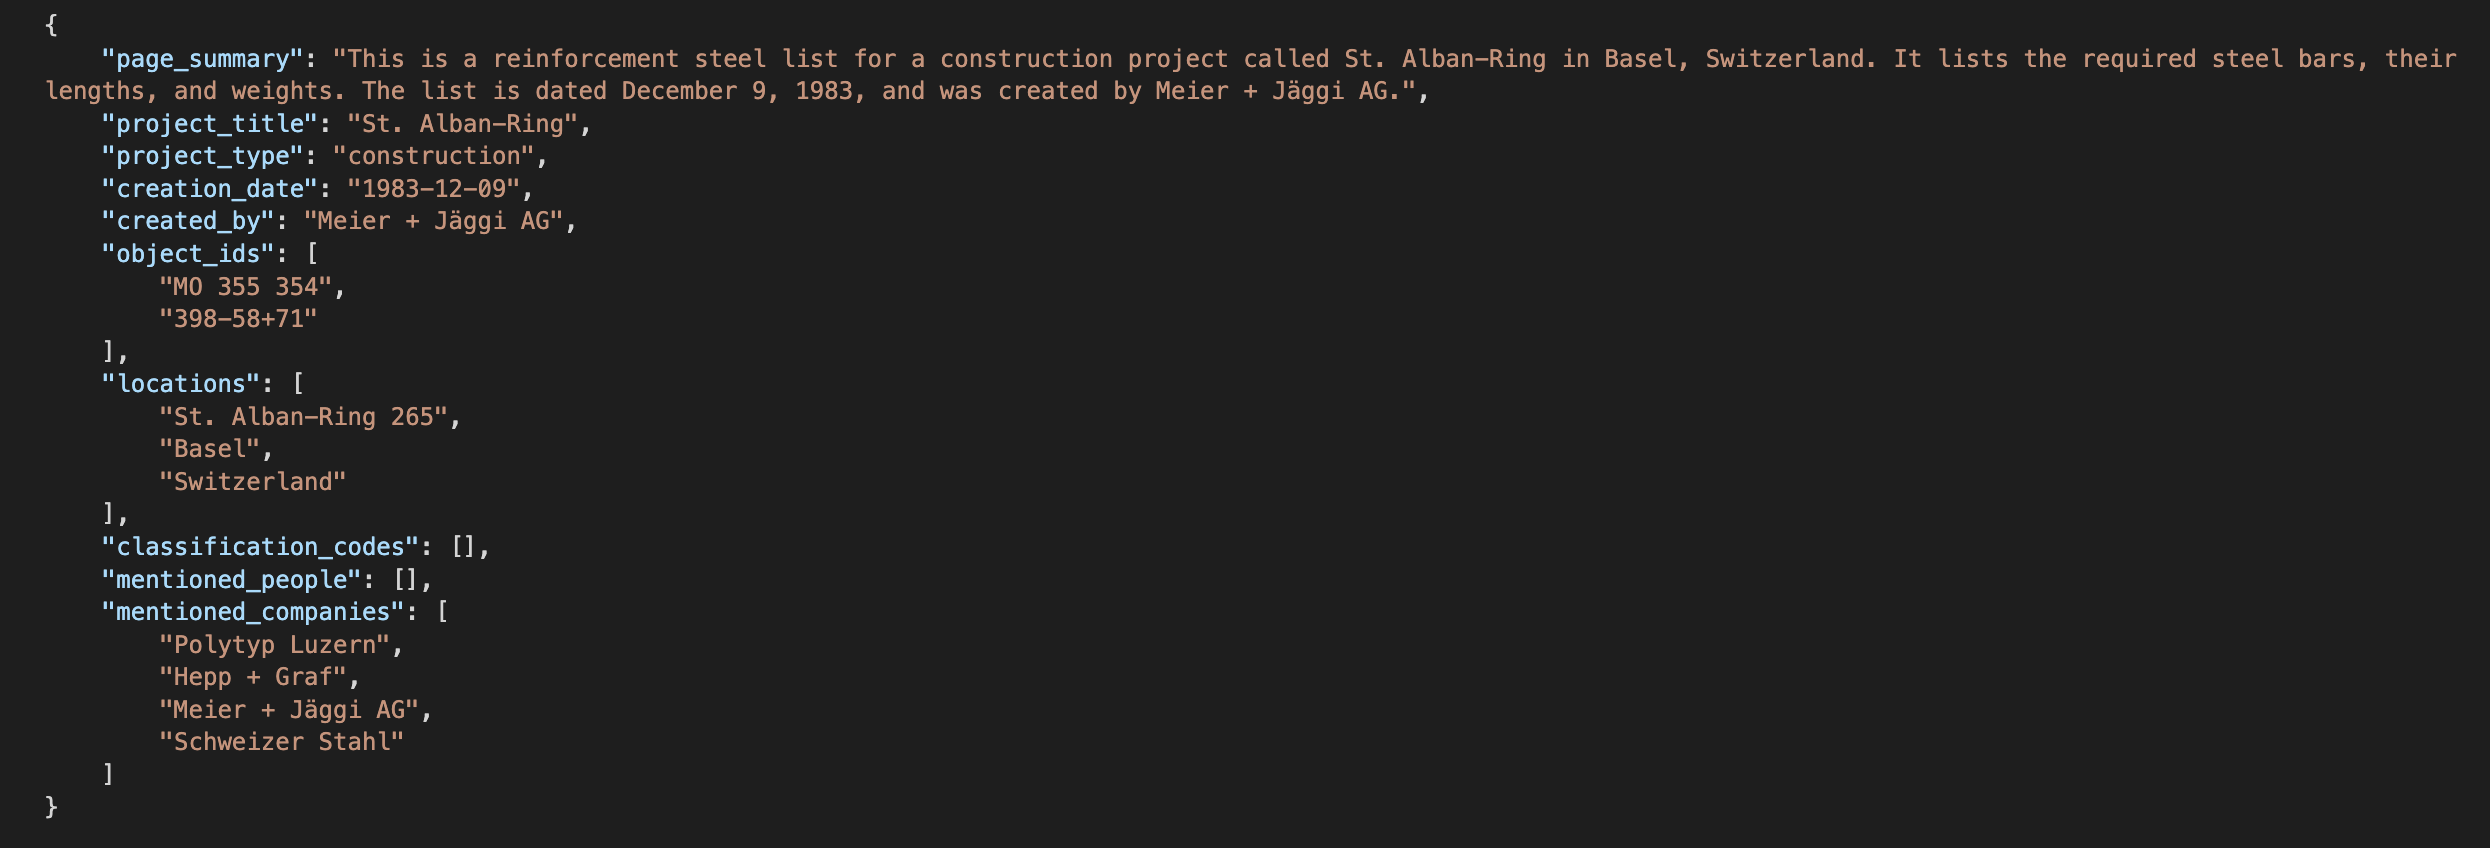 {
"page_summary": "This is a reinforcement steel list for a construction project called St. Alban-Ring in Basel, Switzerland. It lists the required steel bars, their
lengths, and weights. The list is dated December 9, 1983, and was created by Meier + Jäggi AG.",
"project_title": "St. Alban-Ring",
"project_type": "construction",
"creation_date": "1983-12-09",
"created_by": "Meier + Jäggi AG",
"object_ids": [
"MO 355 354",
"398-58+71"
],
"locations": [
"St. Alban-Ring 265",
"Basel",
"Switzerland"
],
"classification_codes": [],
"mentioned_people": [],
"mentioned_companies": [
"Polytyp Luzern",
"Hepp + Graf",
"Meier + Jäggi AG",
"Schweizer Stahl"
]
}